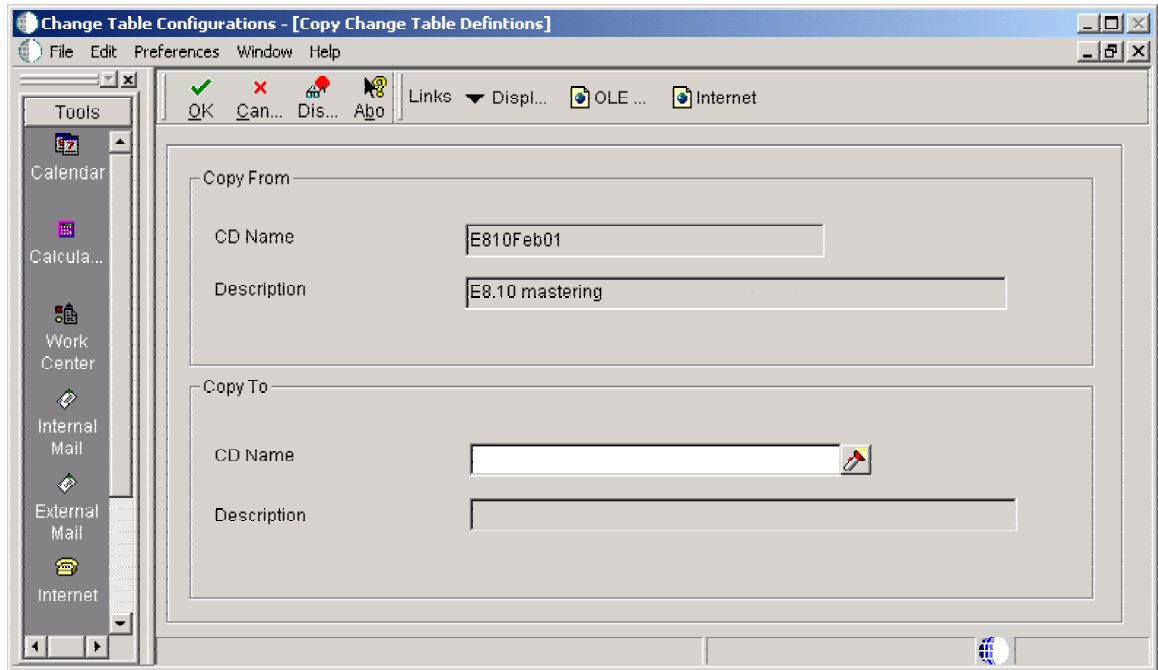 Change Table Configurations - [Copy Change Table Defintions]
File Edit Preferences Window Help
Tools
OK Can... Dis... Abo Links Displ... OLE ... Internet
Calendar
Calcula...
Work
Center
Internal
Mail
External
Mail
Internet
Copy From
CD Name E810Feb01
Description E8.10 mastering
Copy To
CD Name
Description